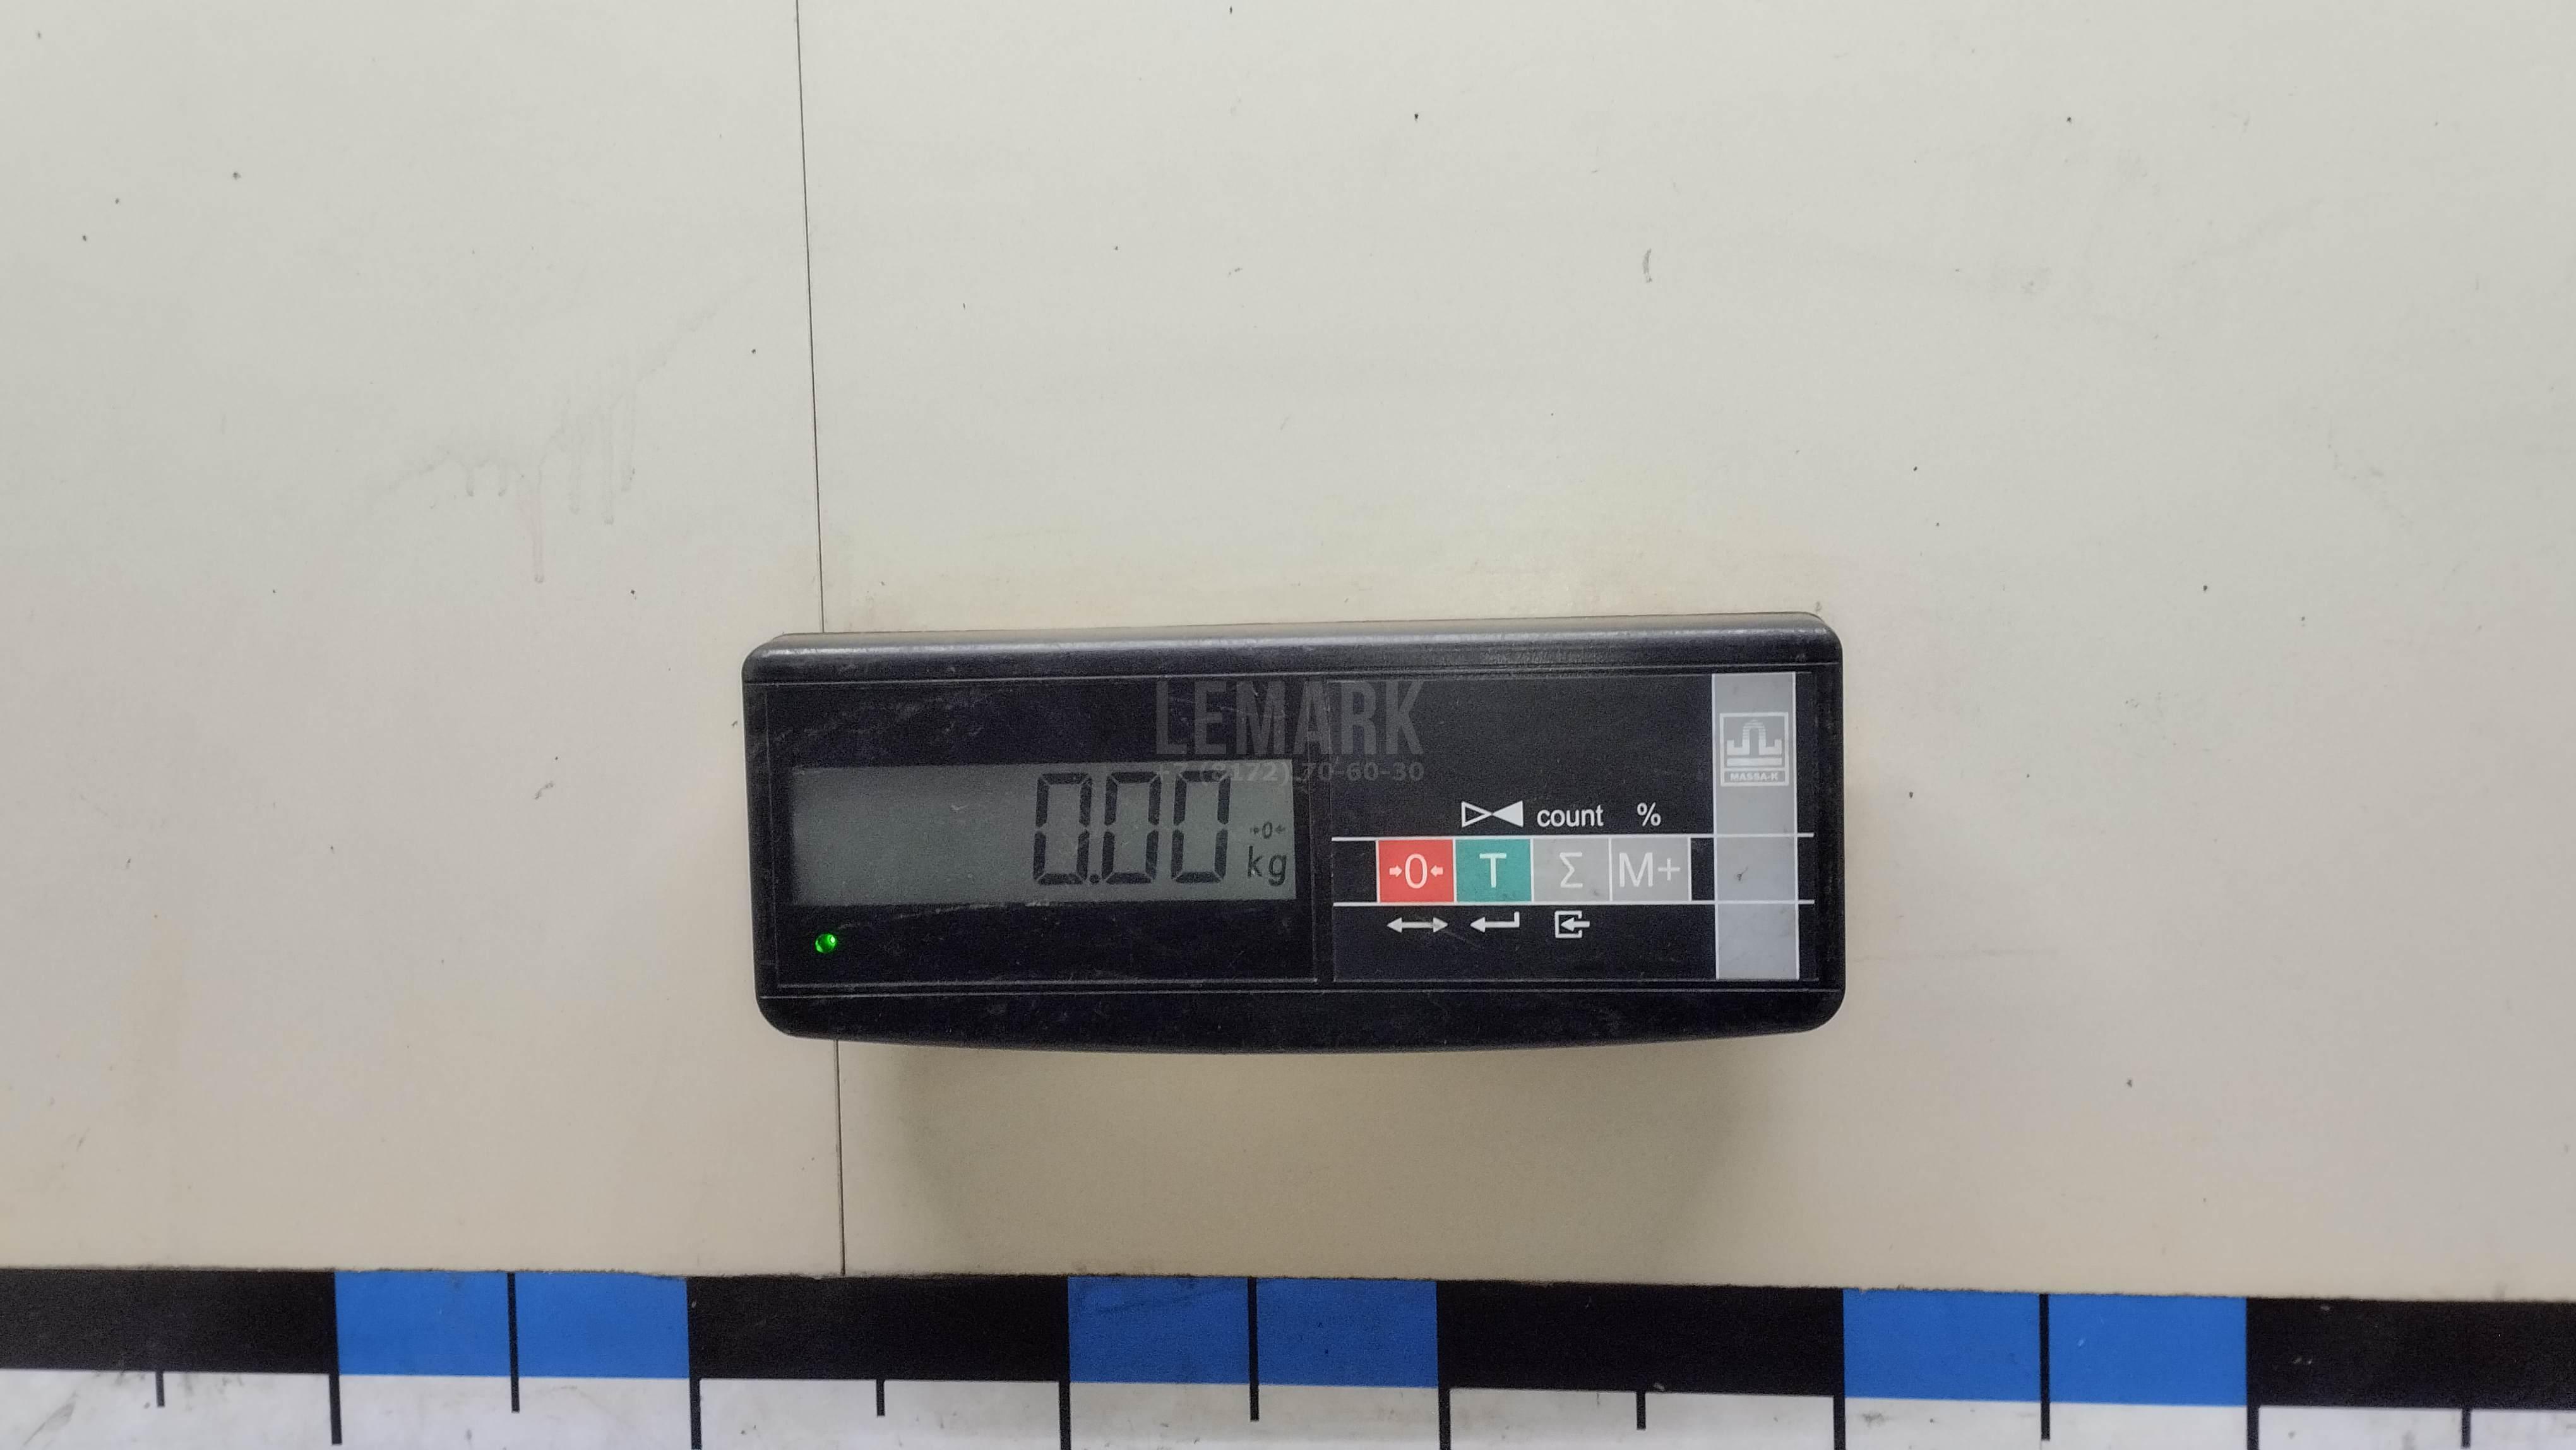 LEMARK
+7 (8172) 70-60-30
0.00
→0←
kg
count %
→0← T Σ M+
MASSA-K